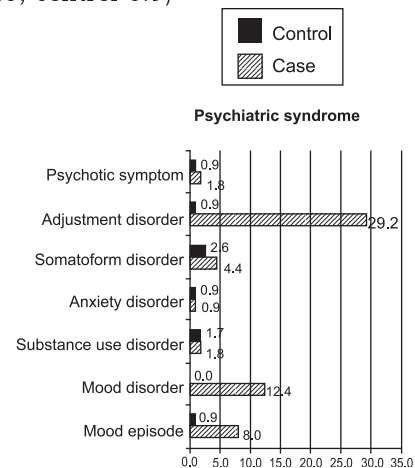 Control
Case
Psychiatric syndrome
Psychotic symptom
0.9
1.8
Adjustment disorder
0.9
29.2
Somatoform disorder
2.6
4.4
Anxiety disorder
0.9
0.9
Substance use disorder
1.7
1.8
Mood disorder
0.0
12.4
Mood episode
0.9
8.0
0.0 5.0 10.0 15.0 20.0 25.0 30.0 35.0